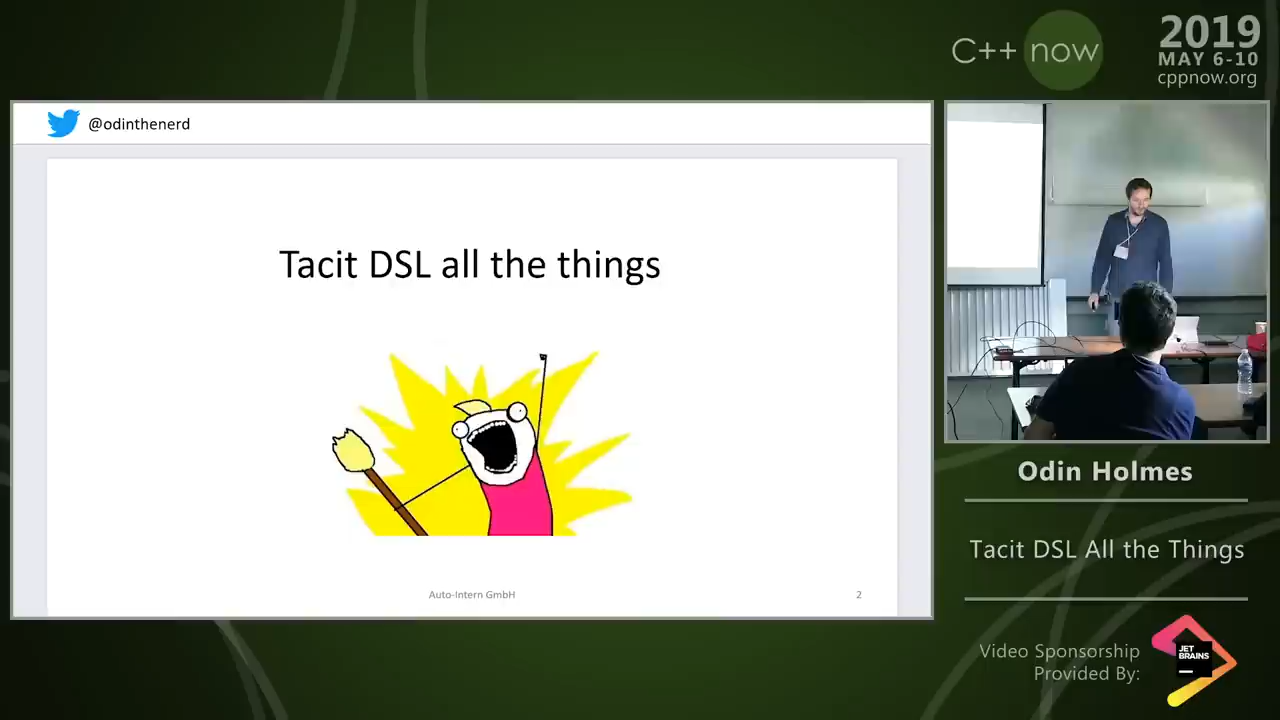 C++ now
2019
MAY 6-10
cppnow.org
@odinthenerd
Tacit DSL all the things
Auto-Intern GmbH
2
Odin Holmes
Tacit DSL All the Things
Video Sponsorship
Provided By:
JET
BRAINS